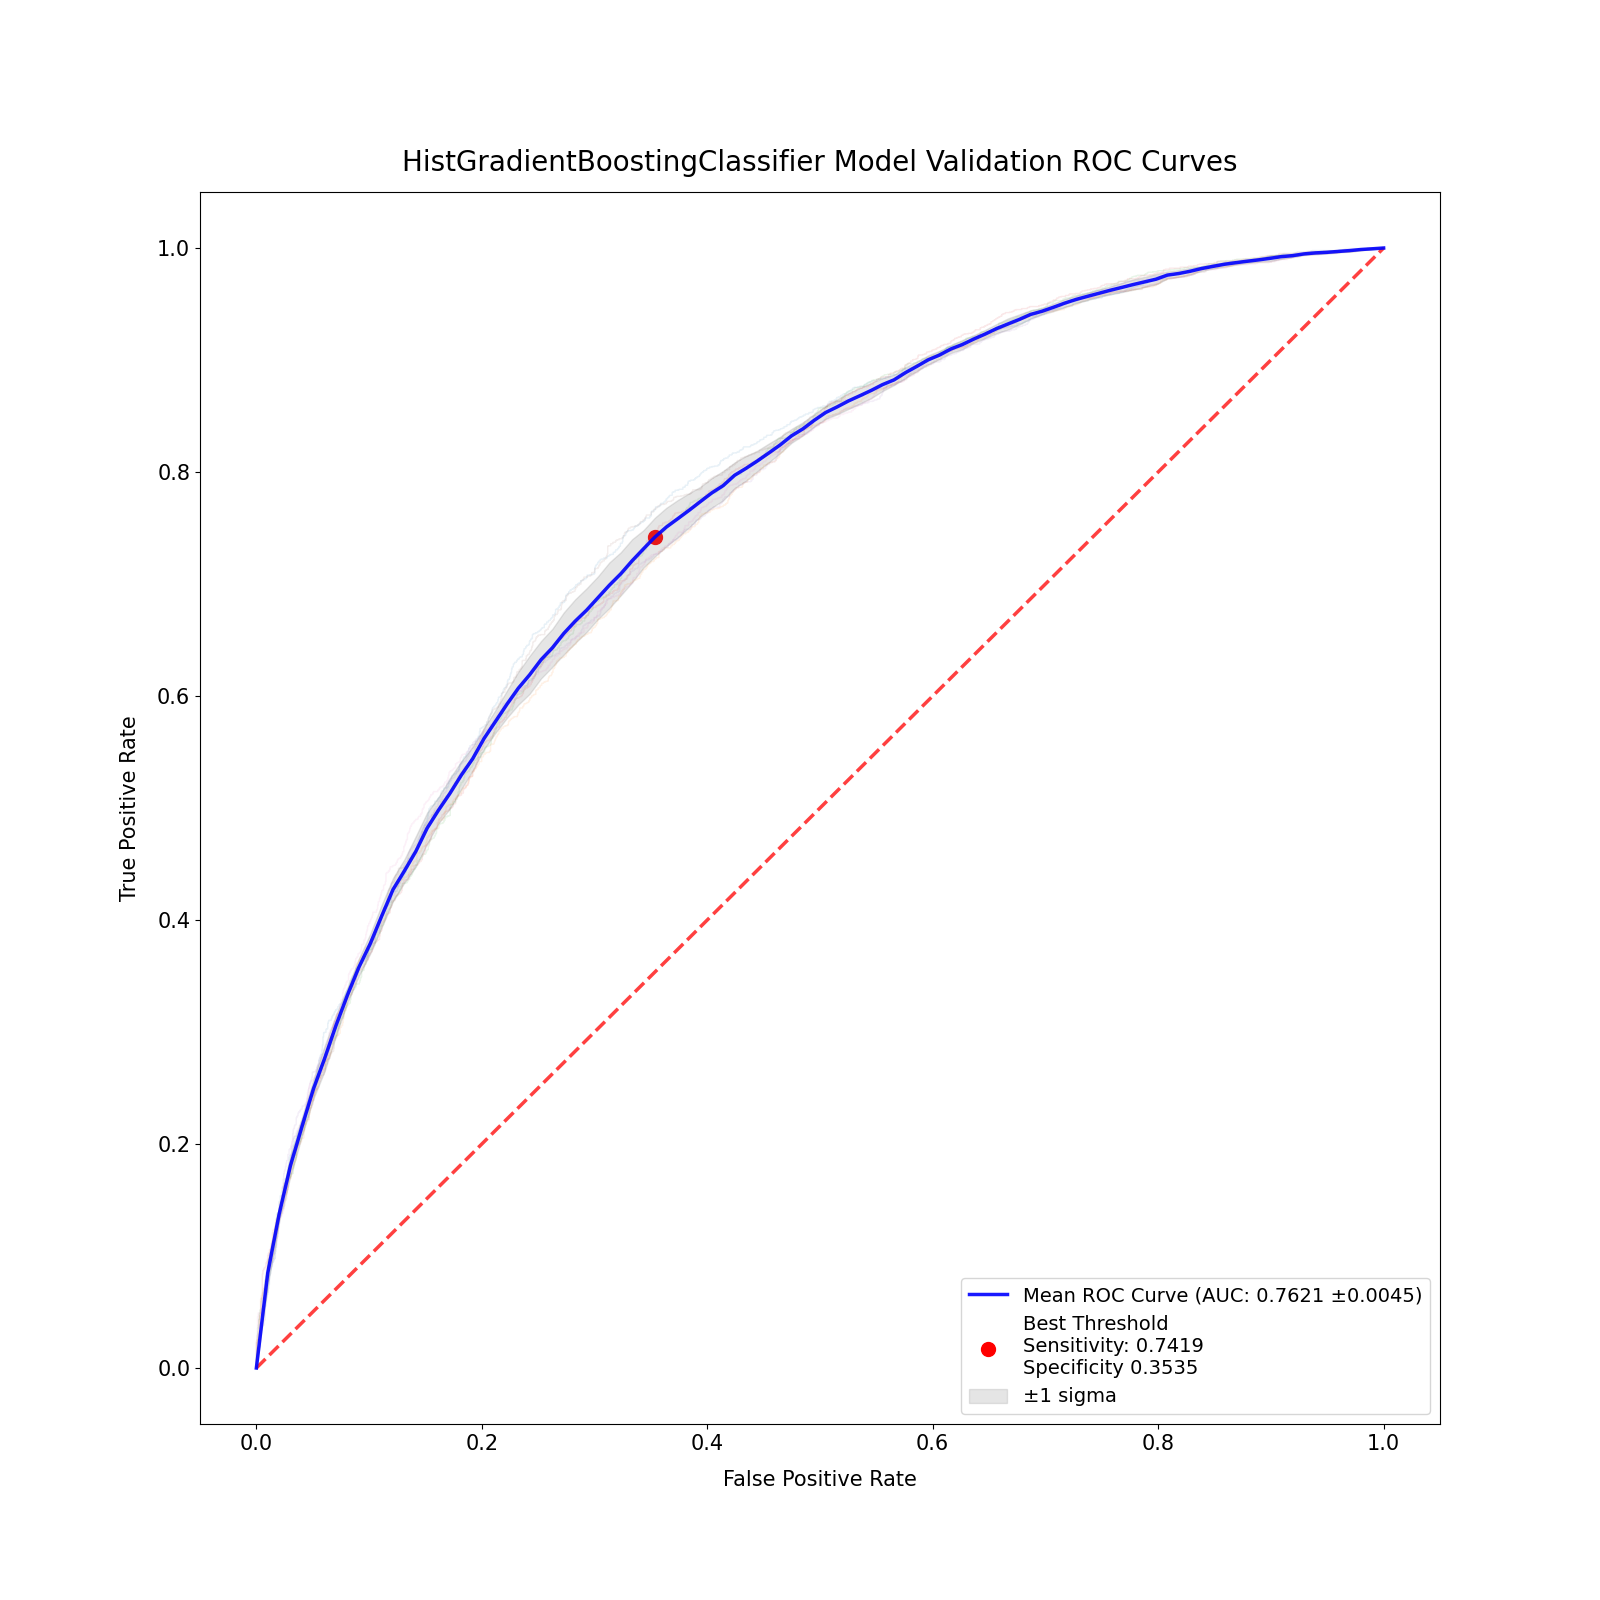 HistGradientBoostingClassifier Model Validation ROC Curves
1.0
0.8
0.6
0.4
0.2
0.0
True Positive Rate
0.0 0.2 0.4 0.6 0.8 1.0
False Positive Rate
Mean ROC Curve (AUC: 0.7621 ±0.0045)
Best Threshold
Sensitivity: 0.7419
Specificity 0.3535
±1 sigma